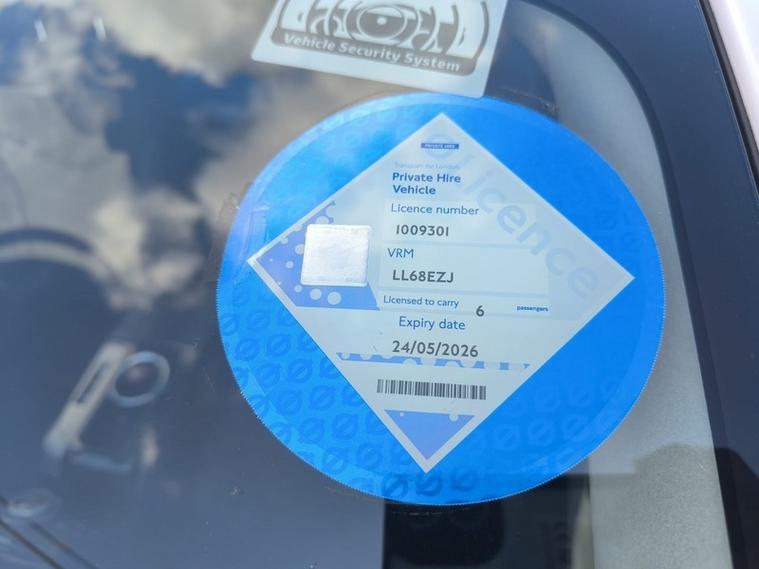 Vehicle Security System
PRIVATE HIRE
Transport for London
Private Hire
Vehicle
Licence
Licence number
1009301
VRM
LL68EZJ
Licensed to carry 6 passengers
Expiry date
24/05/2026